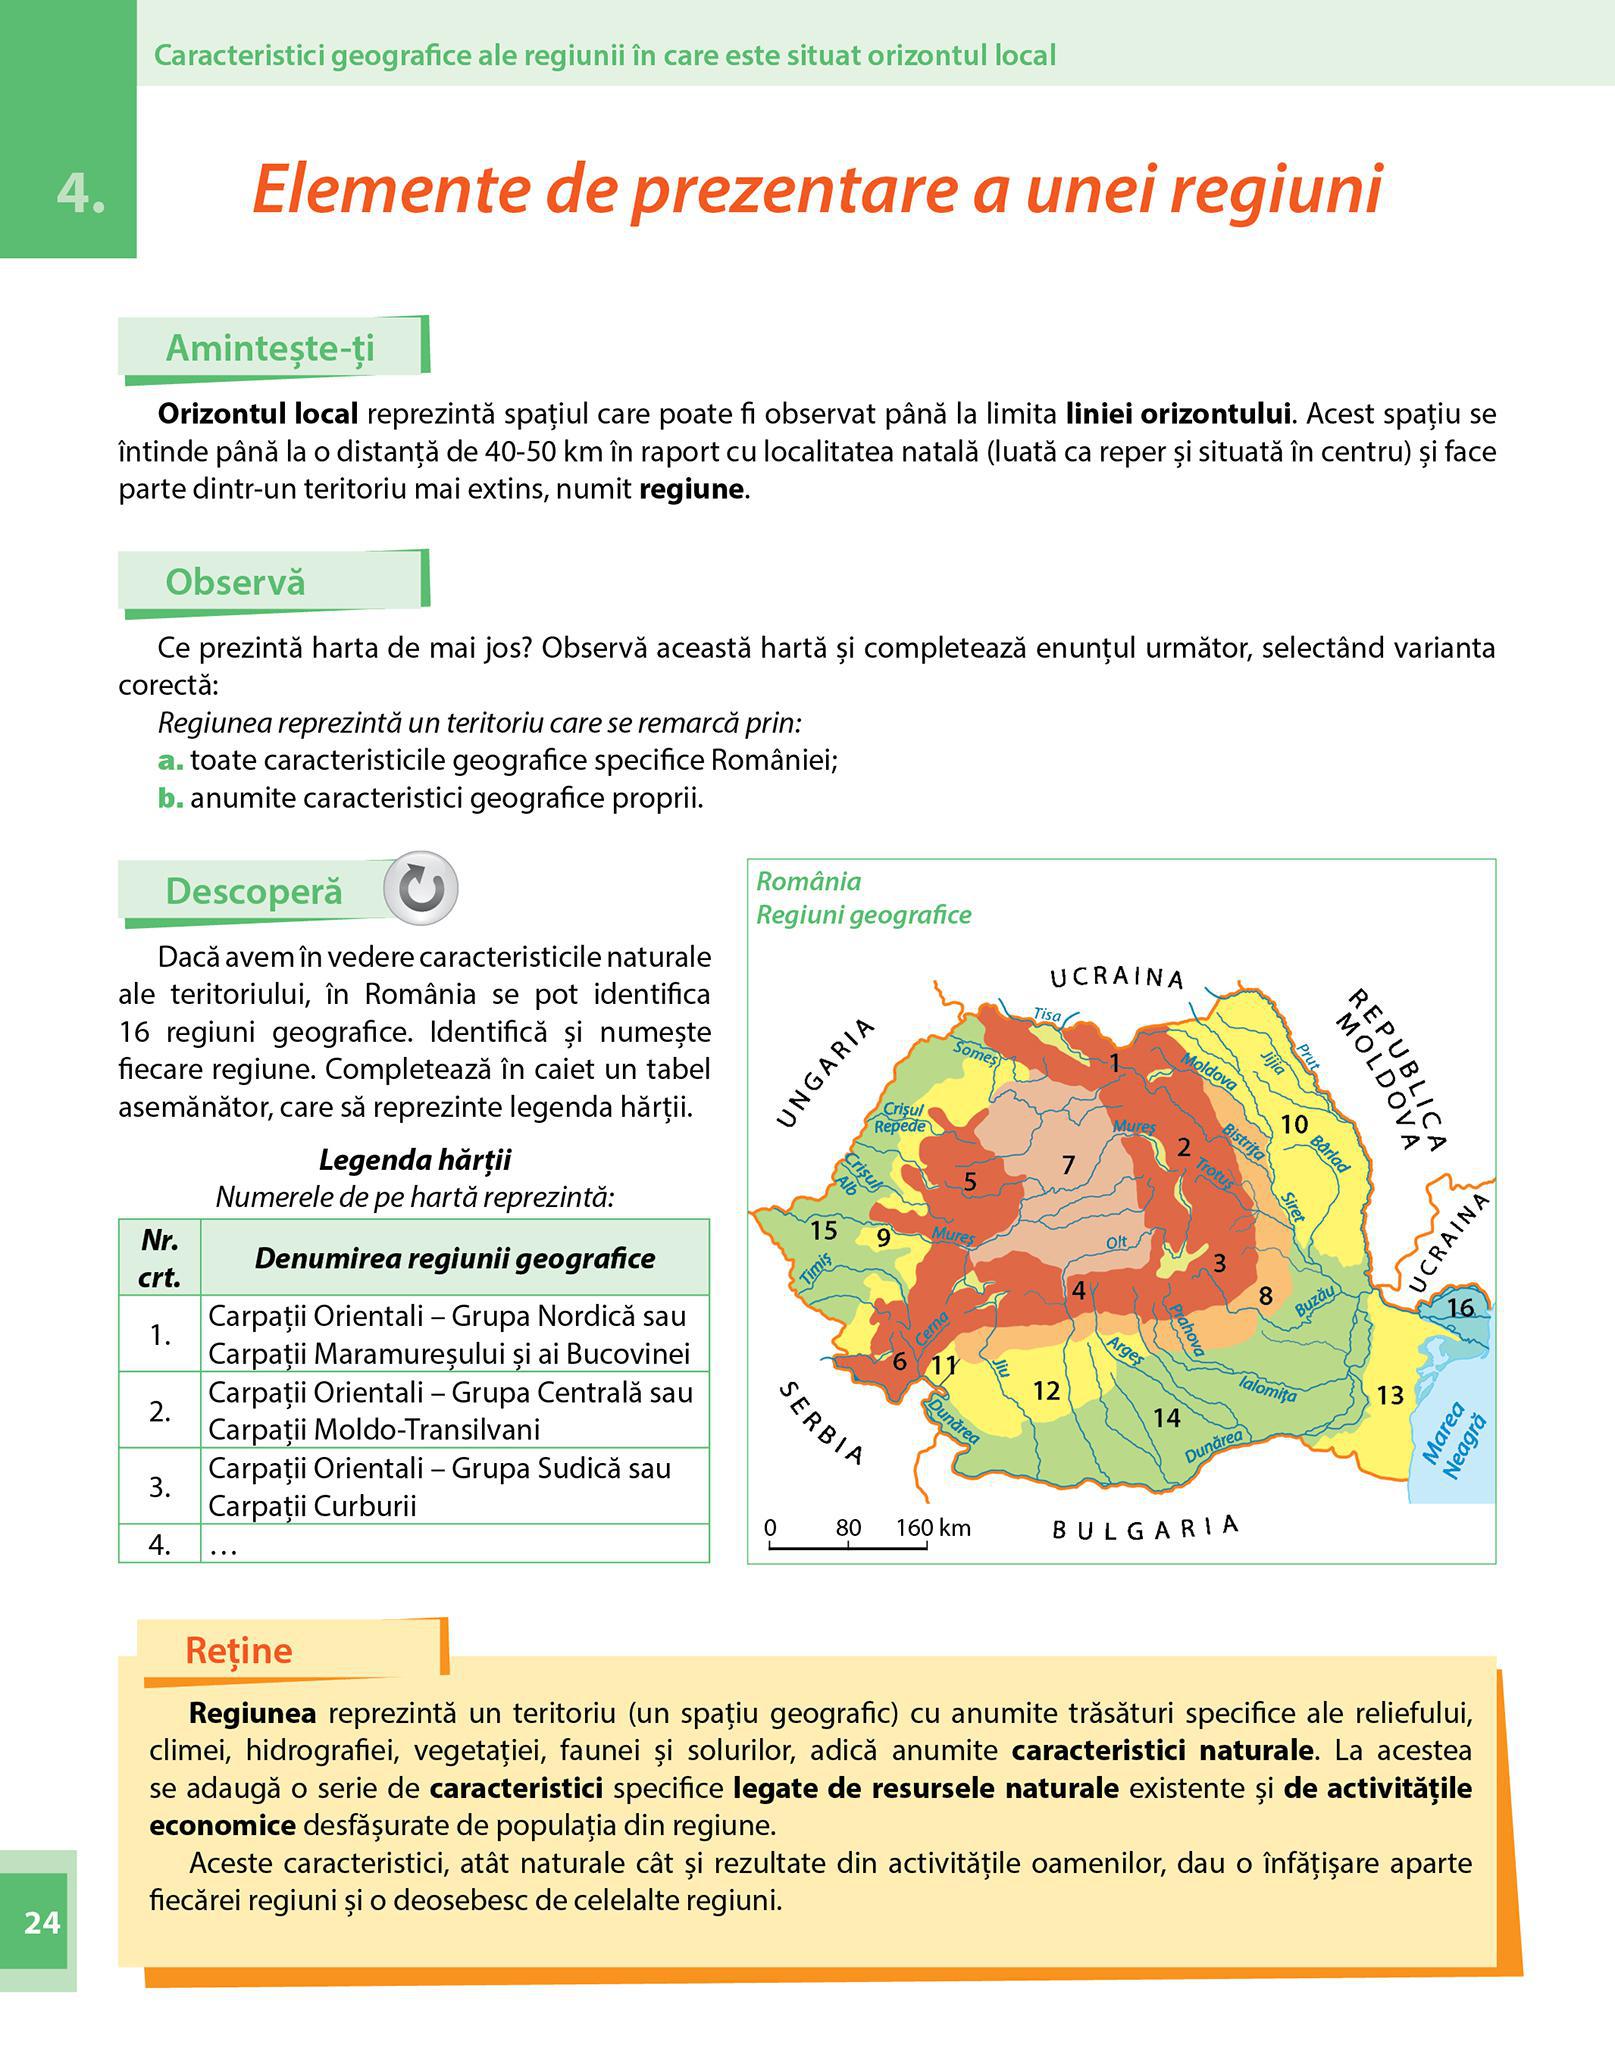 Caracteristici geografice ale regiunii în care este situat orizontul local
4.
Elemente de prezentare a unei regiuni
Amintește-ți
Orizontul local reprezintă spațiul care poate fi observat până la limita liniei orizontului. Acest spațiu se
întinde până la o distanță de 40-50 km în raport cu localitatea natală (luată ca reper și situată în centru) și face
parte dintr-un teritoriu mai extins, numit regiune.
Observă
Ce prezintă harta de mai jos? Observă această hartă și completează enunțul următor, selectând varianta
corectă:
Regiunea reprezintă un teritoriu care se remarcă prin:
a. toate caracteristicile geografice specifice României;
b. anumite caracteristici geografice proprii.
Descoperă
Dacă avem în vedere caracteristicile naturale
ale teritoriului, în România se pot identifica
16 regiuni geografice. Identifică și numește
fiecare regiune. Completează în caiet un tabel
asemănător, care să reprezinte legenda hărții.
Legenda hărții
Numerele de pe hartă reprezintă:
Nr.
crt.
Denumirea regiunii geografice
1.
Carpații Orientali – Grupa Nordică sau
Carpații Maramureșului și ai Bucovinei
2.
Carpații Orientali – Grupa Centrală sau
Carpații Moldo-Transilvani
3.
Carpații Orientali – Grupa Sudică sau
Carpații Curburii
4.
...
România
Regiuni geografice
UCRAINA
REPUBLICA
MOLDOVA
UNGARIA
Tisa
Someș
1
Moldova
Jijia
Prut
Crișul
Repede
Mureș
2
Bistrița
10
Bârlad
Crișul
Alb
5
7
Trotuș
Siret
UCRAINA
15
9
Mureș
Olt
3
Timiș
4
8
Buzău
16
Cerna
Prahova
6
11
Jiu
Argeș
Ialomița
12
13
14
Dunărea
Dunărea
Marea
Neagră
SERBIA
0
80
160 km
BULGARIA
Reține
Regiunea reprezintă un teritoriu (un spațiu geografic) cu anumite trăsături specifice ale reliefului,
climei, hidrografiei, vegetației, faunei și solurilor, adică anumite caracteristici naturale. La acestea
se adaugă o serie de caracteristici specifice legate de resursele naturale existente și de activitățile
economice desfășurate de populația din regiune.
Aceste caracteristici, atât naturale cât și rezultate din activitățile oamenilor, dau o înfățișare aparte
fiecărei regiuni și o deosebesc de celelalte regiuni.
24